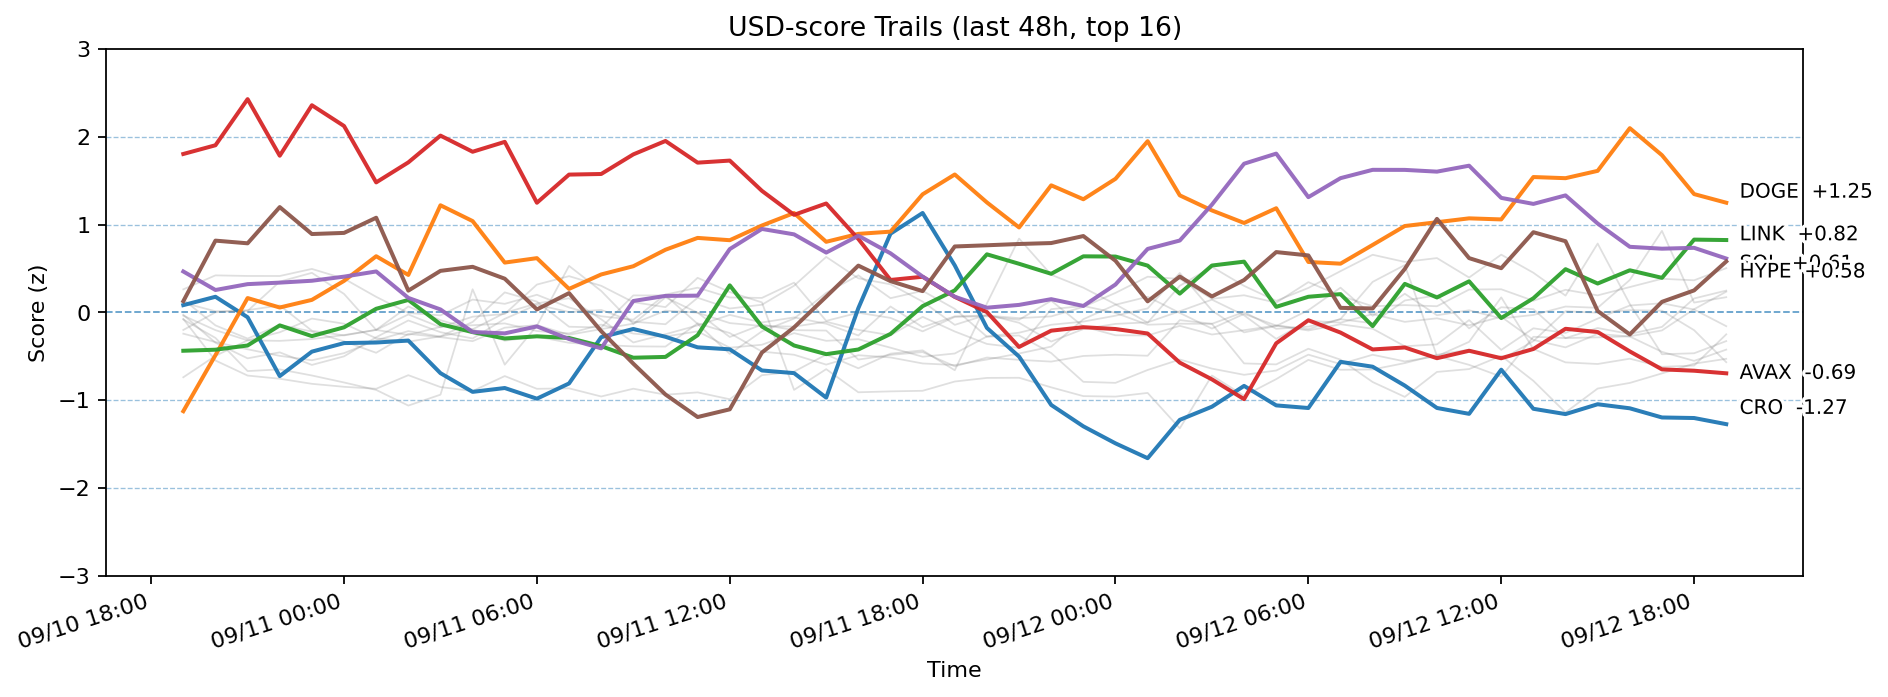 USD-score Trails (last 48h, top 16)
Score (z)
3
2
1
0
−1
−2
−3
DOGE +1.25
LINK +0.82
HYPE +0.58
AVAX -0.69
CRO -1.27
09/10 18:00
09/11 00:00
09/11 06:00
09/11 12:00
09/11 18:00
09/12 00:00
09/12 06:00
09/12 12:00
09/12 18:00
Time